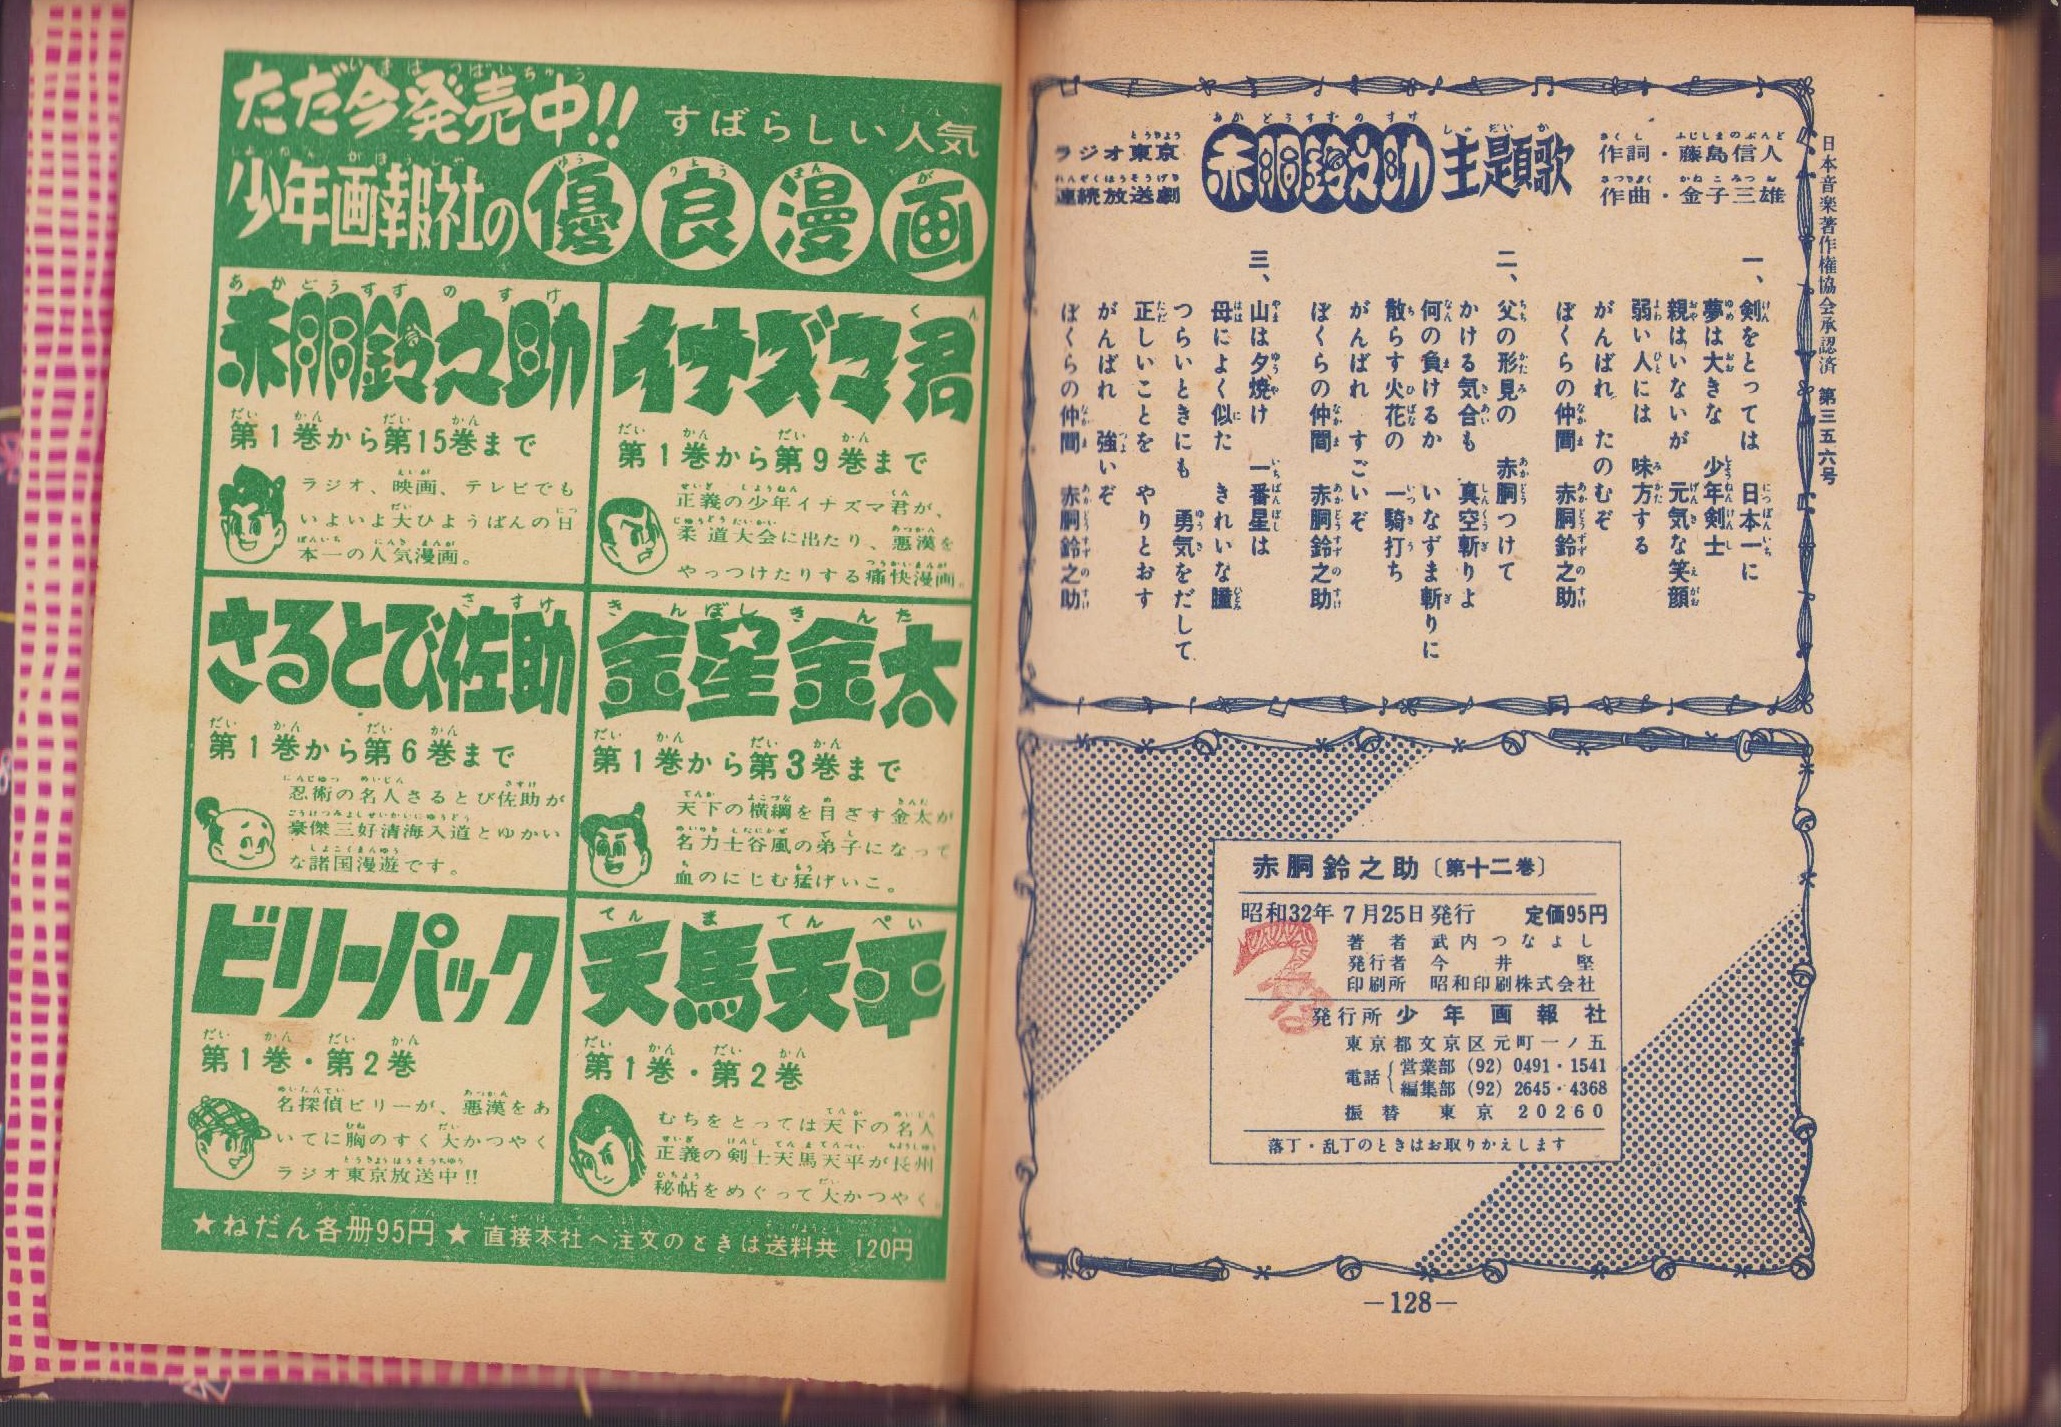 日本音楽著作権協会承認済 第三五六号
ラジオ東京
連続放送劇
赤胴鈴之助主題歌
作詞・藤島信人
作曲・金子三雄
一、剣をとっては 日本一に
夢は大きな 少年剣士
親はいないが 元気な笑顔
弱い人には 味方する
がんばれ たのむぞ
ぼくらの仲間 赤胴鈴之助
二、父の形見の 赤胴つけて
かける気合も 真空斬りよ
何の負けるか いなずま斬りに
散らす火花の 一騎打ち
がんばれ すごいぞ
ぼくらの仲間 赤胴鈴之助
三、山は夕焼け 一番星は
母によく似た きれいな瞳
つらいときにも 勇気をだして
正しいことを やりとおす
がんばれ 強いぞ
ぼくらの仲間 赤胴鈴之助
赤胴鈴之助〔第十二巻〕
昭和32年7月25日発行 定価95円
著者 武内つなよし
発行者 今井堅
印刷所 昭和印刷株式会社
発行所 少年画報社
東京都文京区元町一ノ五
電話 営業部(92)0491・1541
編集部(92)2645・4368
振替 東京 20260
落丁・乱丁のときはお取りかえします
—128—
ただ今発売中!!
すばらしい人気
少年画報社の優良漫画
赤胴鈴之助
第1巻から第15巻まで
ラジオ、映画、テレビでも
いよいよ大ひようばんの日
本一の人気漫画。
イナズマ君
第1巻から第9巻まで
正義の少年イナズマ君が、
柔道大会に出たり、悪漢を
やっつけたりする痛快漫画。
さるとび佐助
第1巻から第6巻まで
忍術の名人さるとび佐助が
豪傑三好清海入道とゆかい
な諸国漫遊です。
金星金太
第1巻から第3巻まで
天下の横綱を目ざす金太が
名力士谷風の弟子になって
血のにじむ猛げいこ。
ビリーパック
第1巻・第2巻
名探偵ビリーが、悪漢をあ
いてに胸のすく大かつやく
ラジオ東京放送中!!
天馬天平
第1巻・第2巻
むちをとっては天下の名人
正義の剣士天馬天平が長州
秘帖をめぐって大かつやく。
★ねだん各冊95円★直接本社へ注文のときは送料共 120円